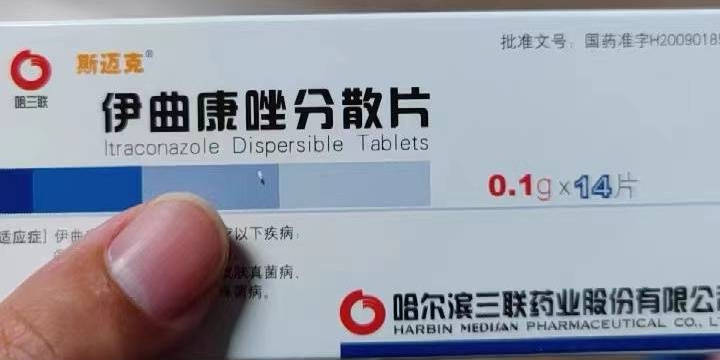 批准文号: 国药准字H2009018
斯迈克®
哈三联
伊曲康唑分散片
Itraconazole Dispersible Tablets
0.1g×14片
适应症] 伊曲
以下疾病:
肤真菌病、
菌病。
哈尔滨三联药业股份有限公
HARBIN MEDISAN PHARMACEUTICAL CO., L